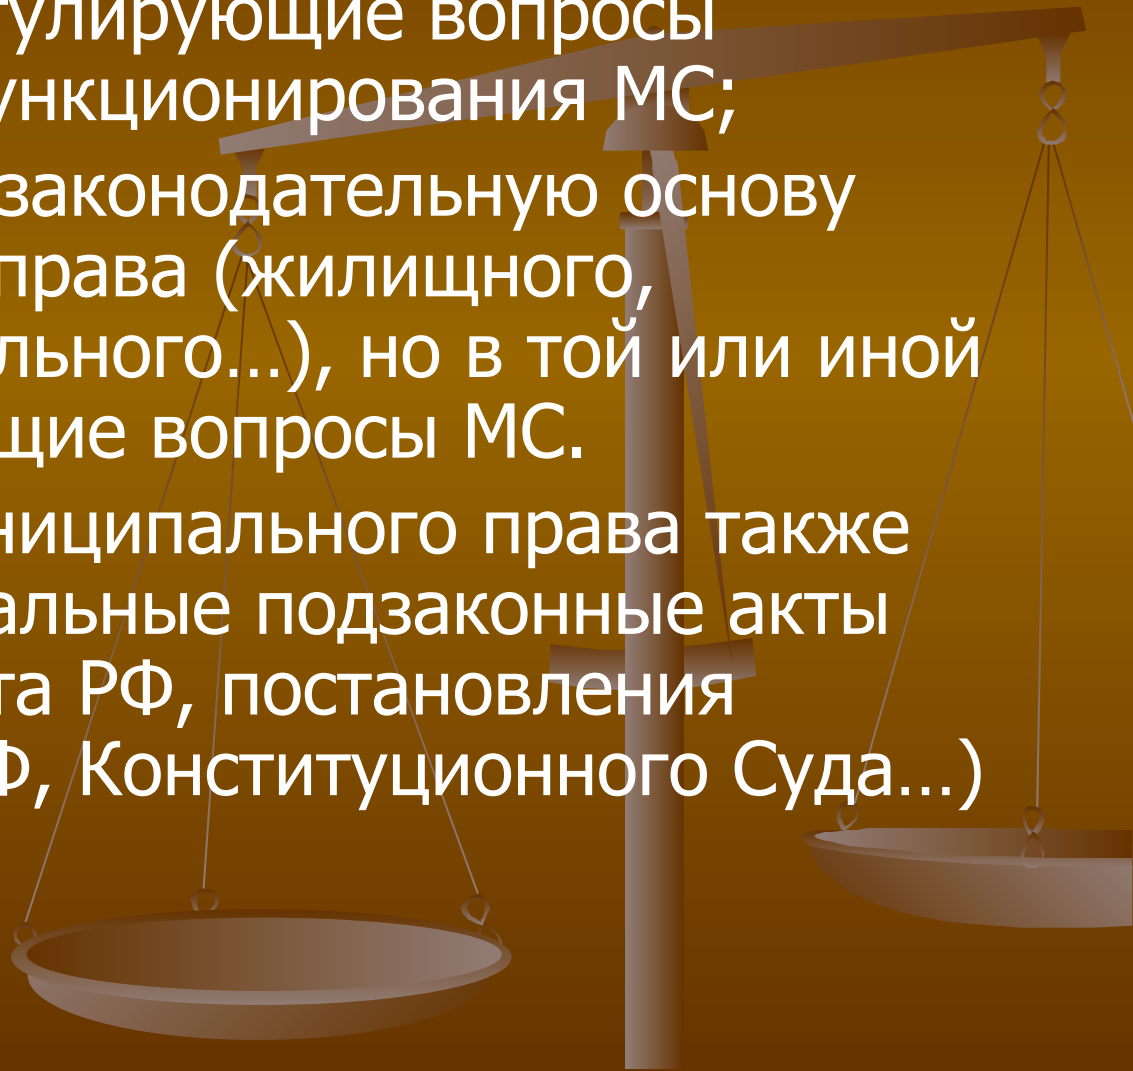 гулирующие вопросы
ункционирования МС;
законодательную основу
права (жилищного,
льного...), но в той или иной
щие вопросы МС.
ниципального права также
альные подзаконные акты
та РФ, постановления
Ф, Конституционного Суда...)